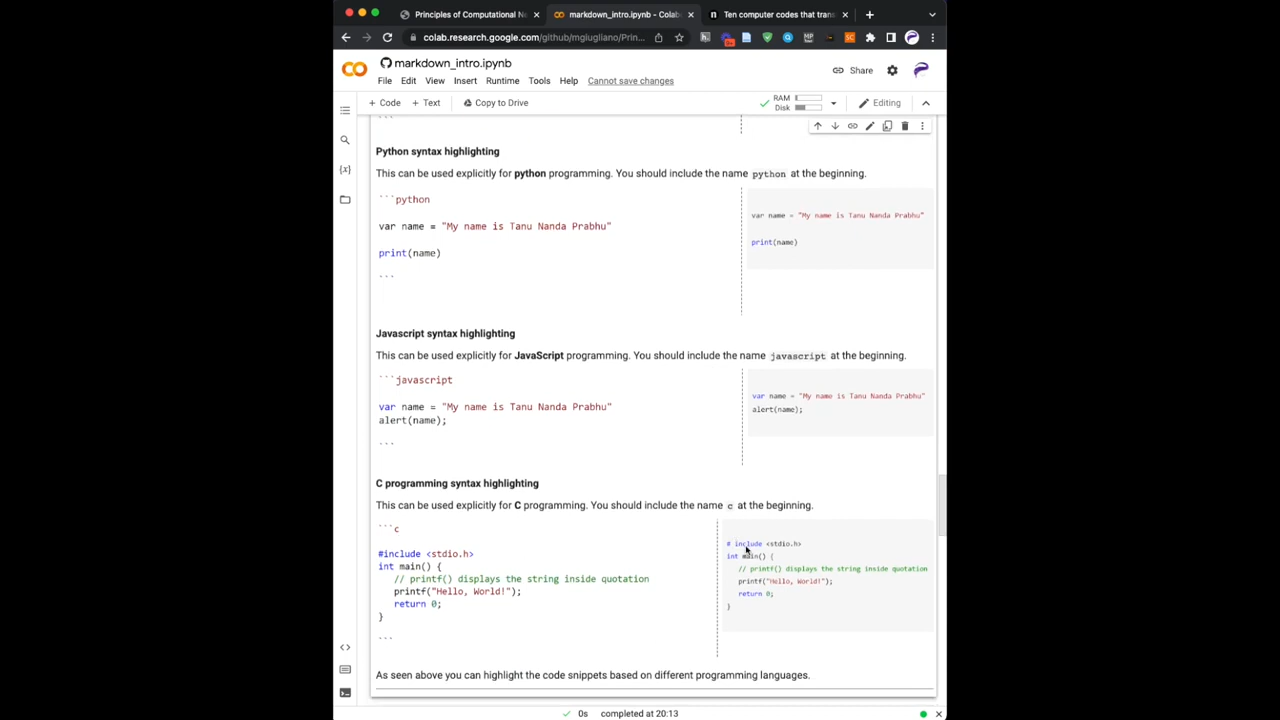 Principles of Computational Ne
markdown_intro.ipynb - Colab
Ten computer codes that trans
colab.research.google.com/github/mgiugliano/Prin...
markdown_intro.ipynb
Share
File Edit View Insert Runtime Tools Help Cannot save changes
+ Code + Text Copy to Drive
RAM
Disk
Editing
```
Python syntax highlighting
This can be used explicitly for python programming. You should include the name python at the beginning.
```python
var name = "My name is Tanu Nanda Prabhu"
print(name)
```
var name = "My name is Tanu Nanda Prabhu"
print(name)
Javascript syntax highlighting
This can be used explicitly for JavaScript programming. You should include the name javascript at the beginning.
```javascript
var name = "My name is Tanu Nanda Prabhu"
alert(name);
```
var name = "My name is Tanu Nanda Prabhu"
alert(name);
C programming syntax highlighting
This can be used explicitly for C programming. You should include the name c at the beginning.
```c
#include <stdio.h>
int main() {
// printf() displays the string inside quotation
printf("Hello, World!");
return 0;
}
```
# include <stdio.h>
int main() {
// printf() displays the string inside quotation
printf("Hello, World!");
return 0;
}
As seen above you can highlight the code snippets based on different programming languages.
0s completed at 20:13